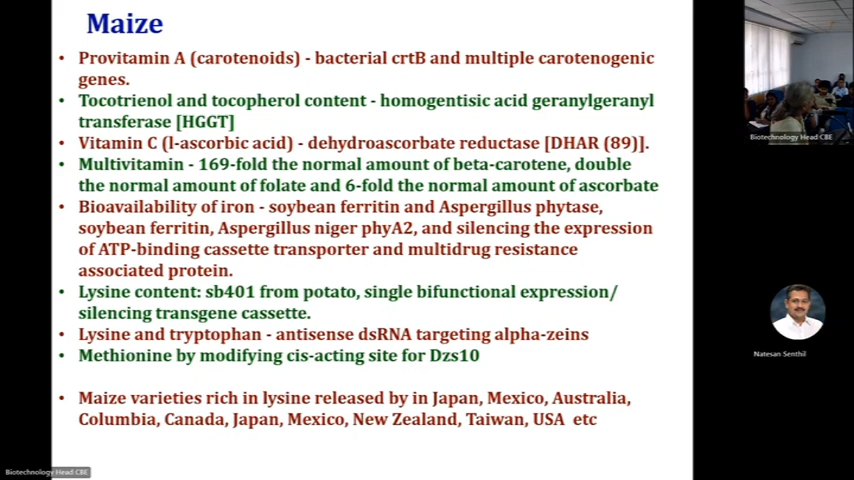 Maize
• Provitamin A (carotenoids) - bacterial crtB and multiple carotenogenic
genes.
• Tocotrienol and tocopherol content - homogentisic acid geranylgeranyl
transferase [HGGT]
• Vitamin C (l-ascorbic acid) - dehydroascorbate reductase [DHAR (89)].
• Multivitamin - 169-fold the normal amount of beta-carotene, double
the normal amount of folate and 6-fold the normal amount of ascorbate
• Bioavailability of iron - soybean ferritin and Aspergillus phytase,
soybean ferritin, Aspergillus niger phyA2, and silencing the expression
of ATP-binding cassette transporter and multidrug resistance
associated protein.
• Lysine content: sb401 from potato, single bifunctional expression/
silencing transgene cassette.
• Lysine and tryptophan - antisense dsRNA targeting alpha-zeins
• Methionine by modifying cis-acting site for Dzs10
• Maize varieties rich in lysine released by in Japan, Mexico, Australia,
Columbia, Canada, Japan, Mexico, New Zealand, Taiwan, USA etc
Biotechnology Head CBE
Natesan Senthil
Biotechnology Head CBE